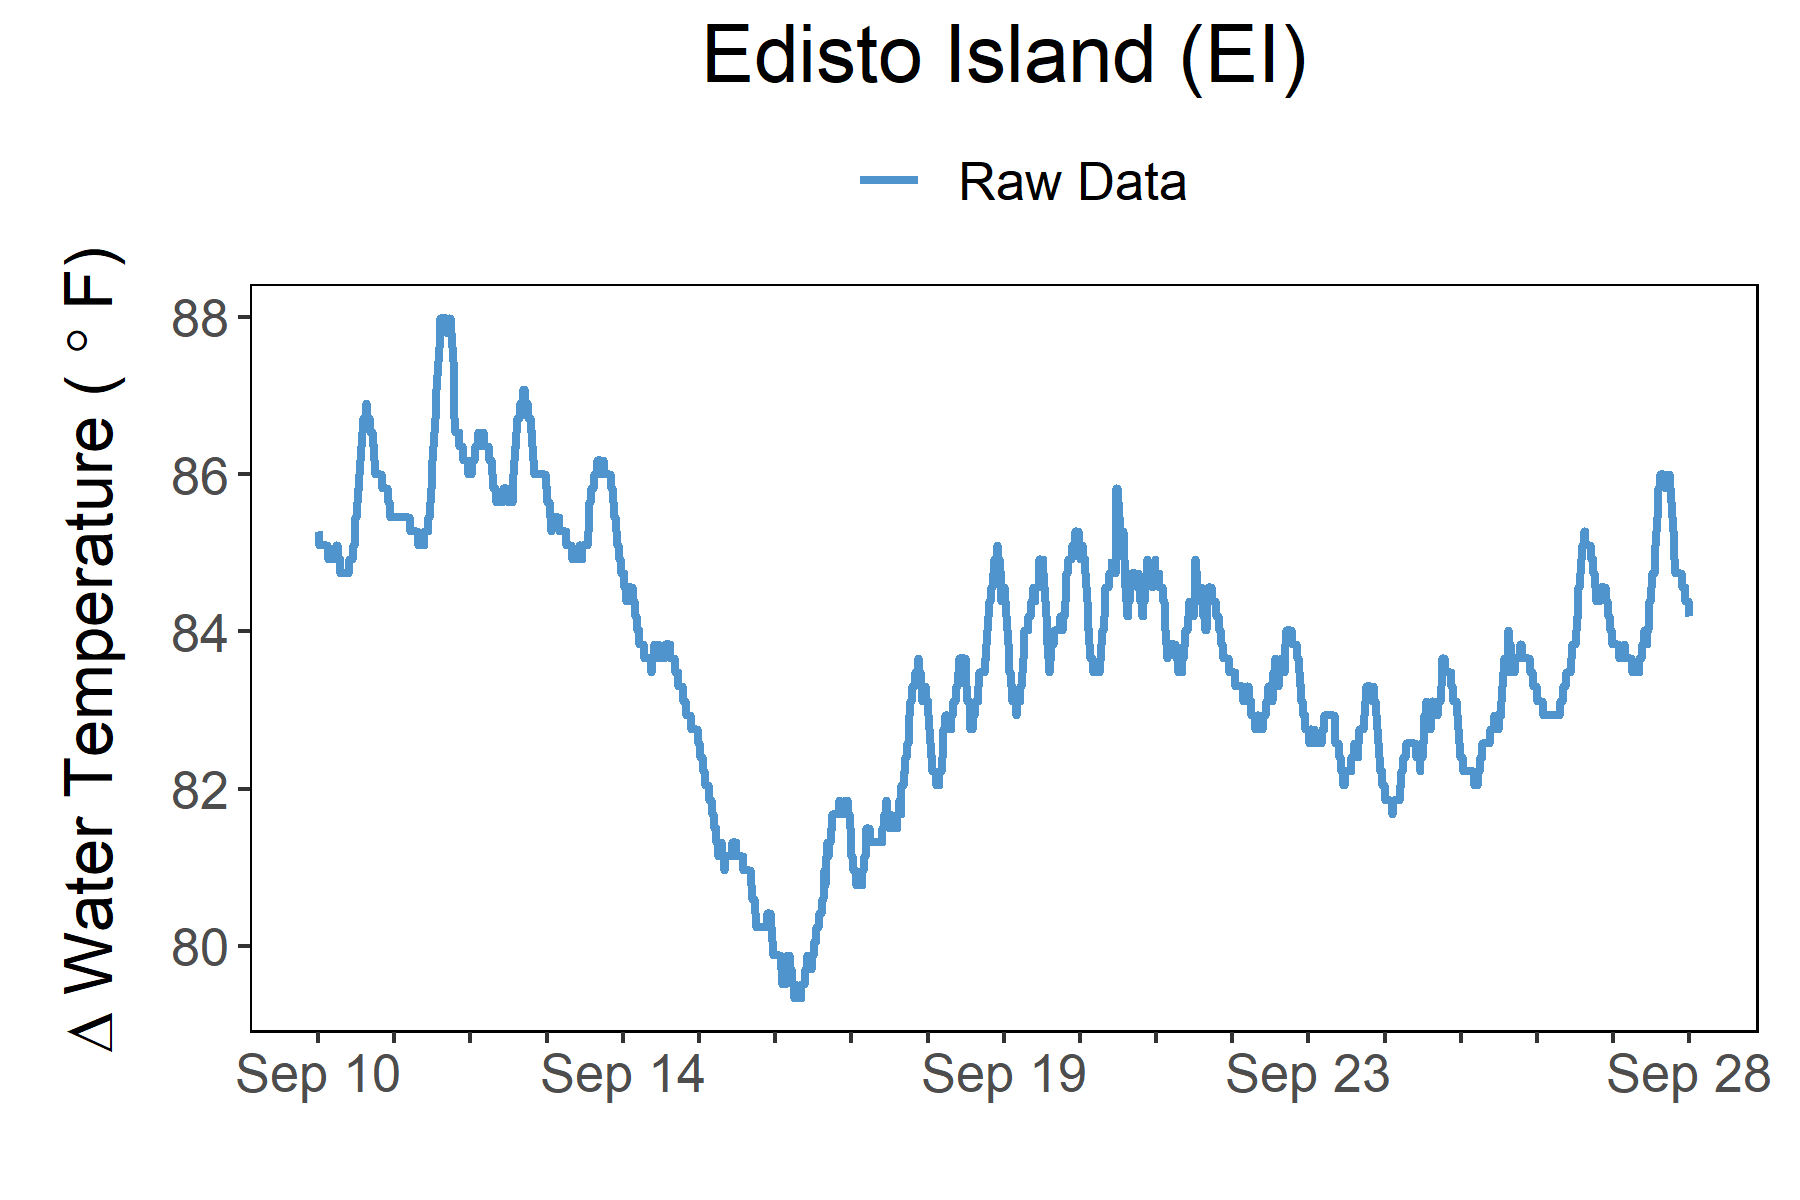 Edisto Island (EI)
Raw Data
Δ Water Temperature ( ° F)
88
86
84
82
80
Sep 10 Sep 14 Sep 19 Sep 23 Sep 28